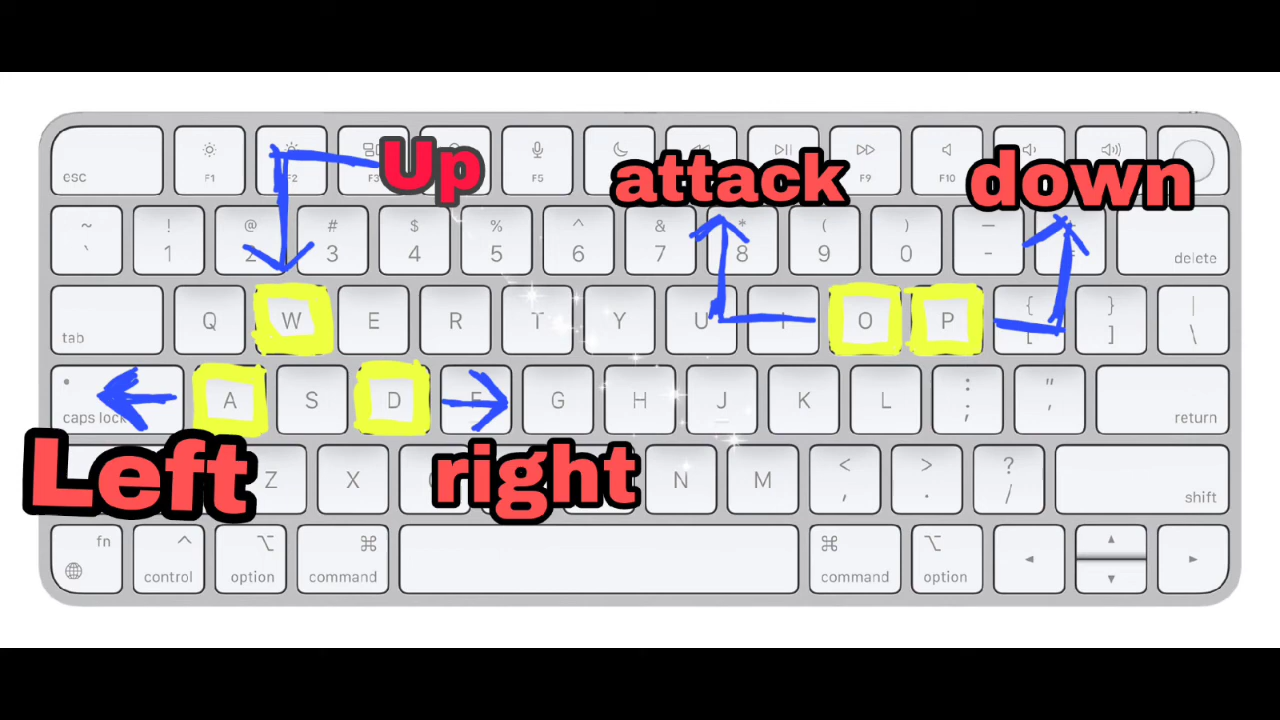 Up
attack
down
esc
F1
F2
F3
F5
F9
F10
~
`
!
1
@
2
#
3
$
4
%
5
^
6
&
7
*
8
(
9
)
0
-
delete
tab
Q
W
E
R
T
Y
U
I
O
P
{
[
}
]
|
\
caps lock
A
S
D
F
G
H
J
K
L
:
;
"
'
return
Left
right
Z
X
N
M
<
,
>
.
?
/
shift
fn
control
option
command
command
option